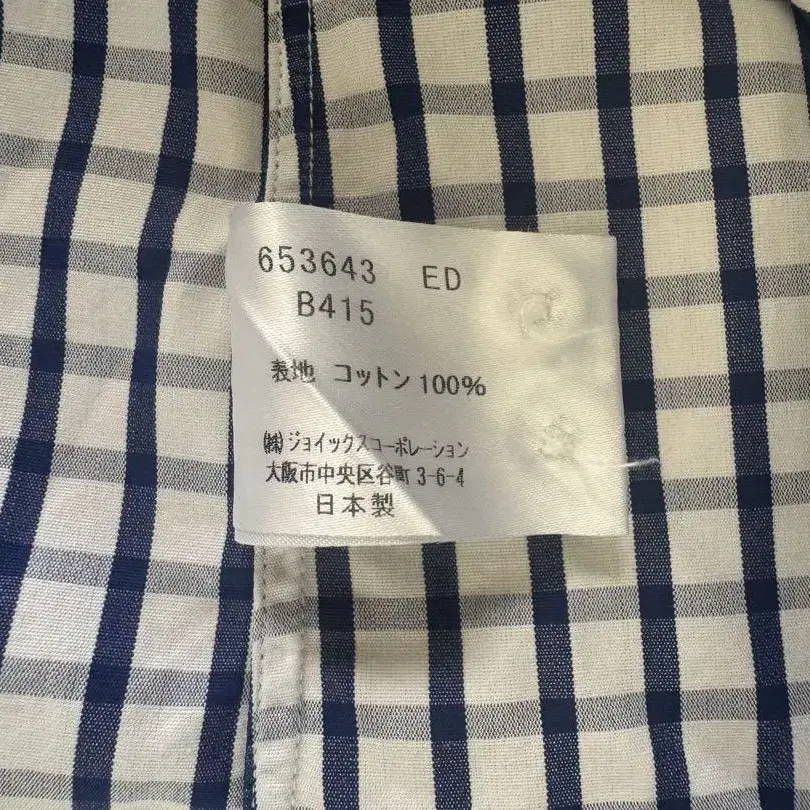 653643 ED
B415
表地 コットン 100%
㈱ジョイックスコーポレーション
大阪市中央区谷町 3-6-4
日本製